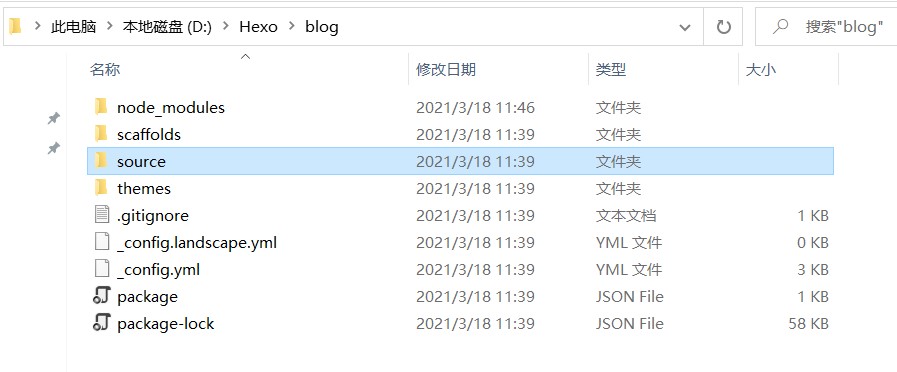 此电脑 > 本地磁盘 (D:) > Hexo > blog 搜索"blog"
名称 修改日期 类型 大小
node_modules 2021/3/18 11:46 文件夹
scaffolds 2021/3/18 11:39 文件夹
source 2021/3/18 11:39 文件夹
themes 2021/3/18 11:39 文件夹
.gitignore 2021/3/18 11:39 文本文档 1 KB
_config.landscape.yml 2021/3/18 11:39 YML 文件 0 KB
_config.yml 2021/3/18 11:39 YML 文件 3 KB
package 2021/3/18 11:39 JSON File 1 KB
package-lock 2021/3/18 11:39 JSON File 58 KB